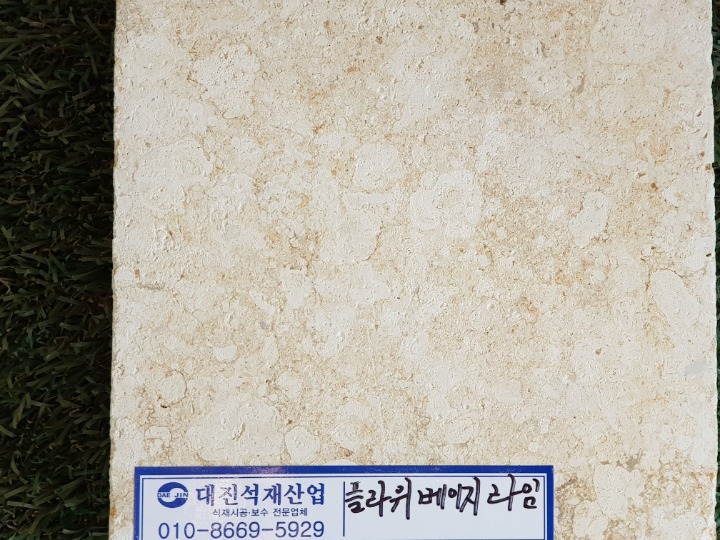 DAE JIN 대진석재산업
석재시공·보수 전문업체
010-8669-5929
플라워 베이지 라임